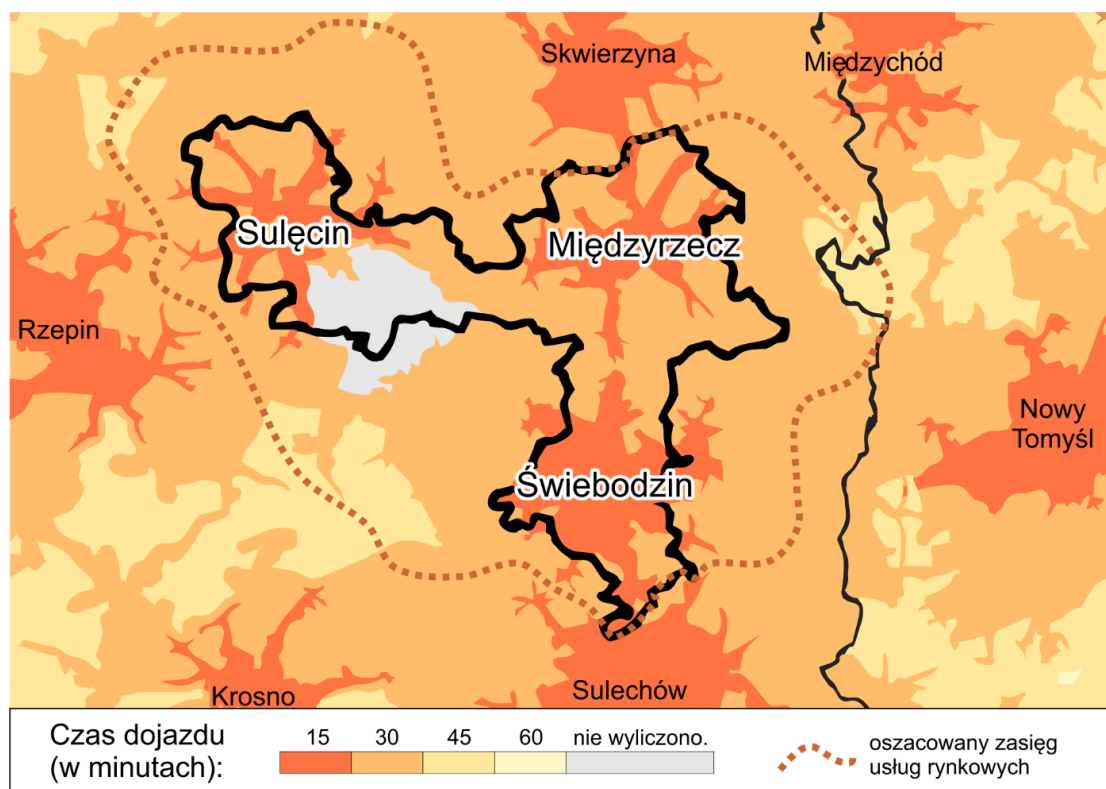 Skwierzyna
Międzychód
Sulęcin
Międzyrzecz
Rzepin
Nowy
Tomyśl
Świebodzin
Krosno
Sulechów
Czas dojazdu
(w minutach):
15 30 45 60 nie wyliczono.
oszacowany zasięg
usług rynkowych